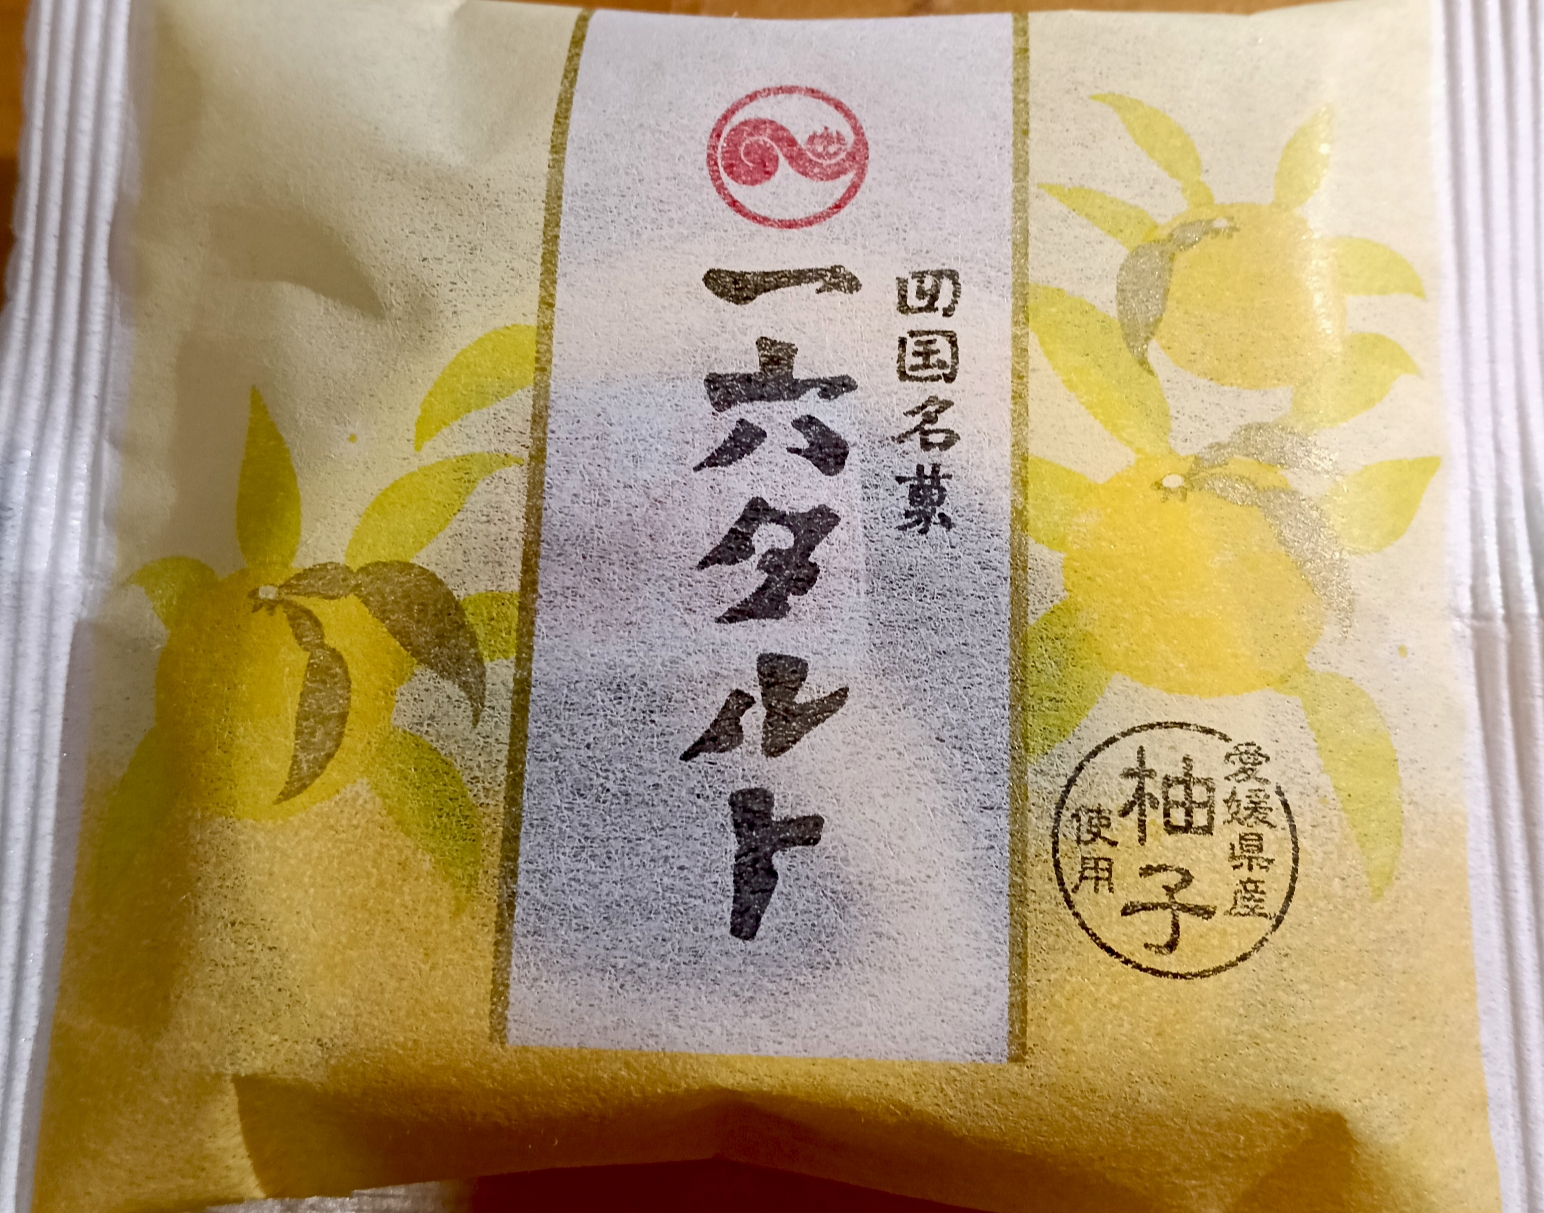 四国名菓
一六タルト
愛媛県産
柚子
使用